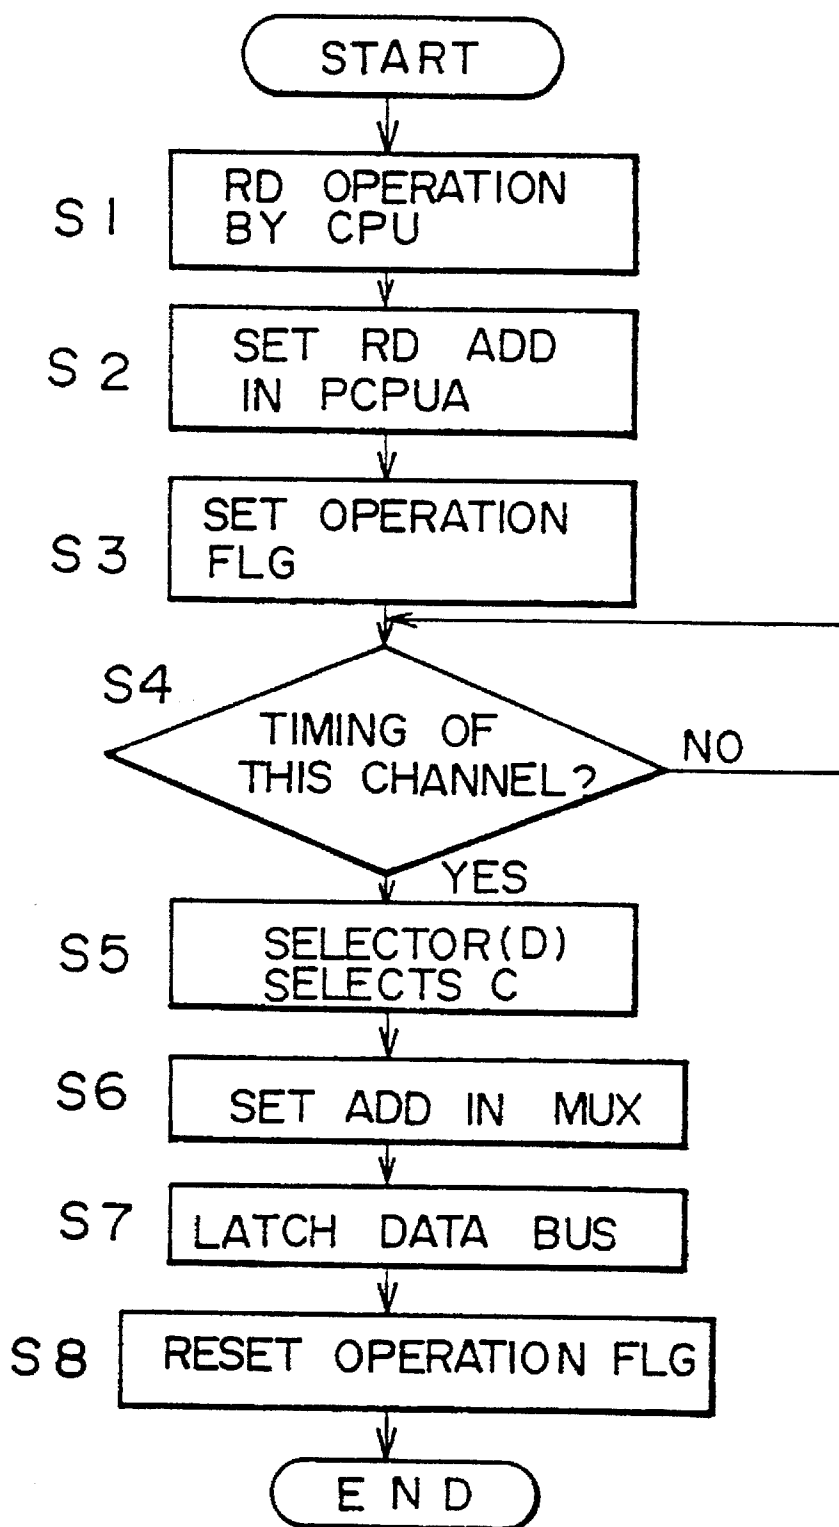 START
S1
RD OPERATION
BY CPU
S2
SET RD ADD
IN PCPUA
S3
SET OPERATION
FLG
S4
TIMING OF
THIS CHANNEL?
NO
YES
S5
SELECTOR(D)
SELECTS C
S6
SET ADD IN MUX
S7
LATCH DATA BUS
S8
RESET OPERATION FLG
END